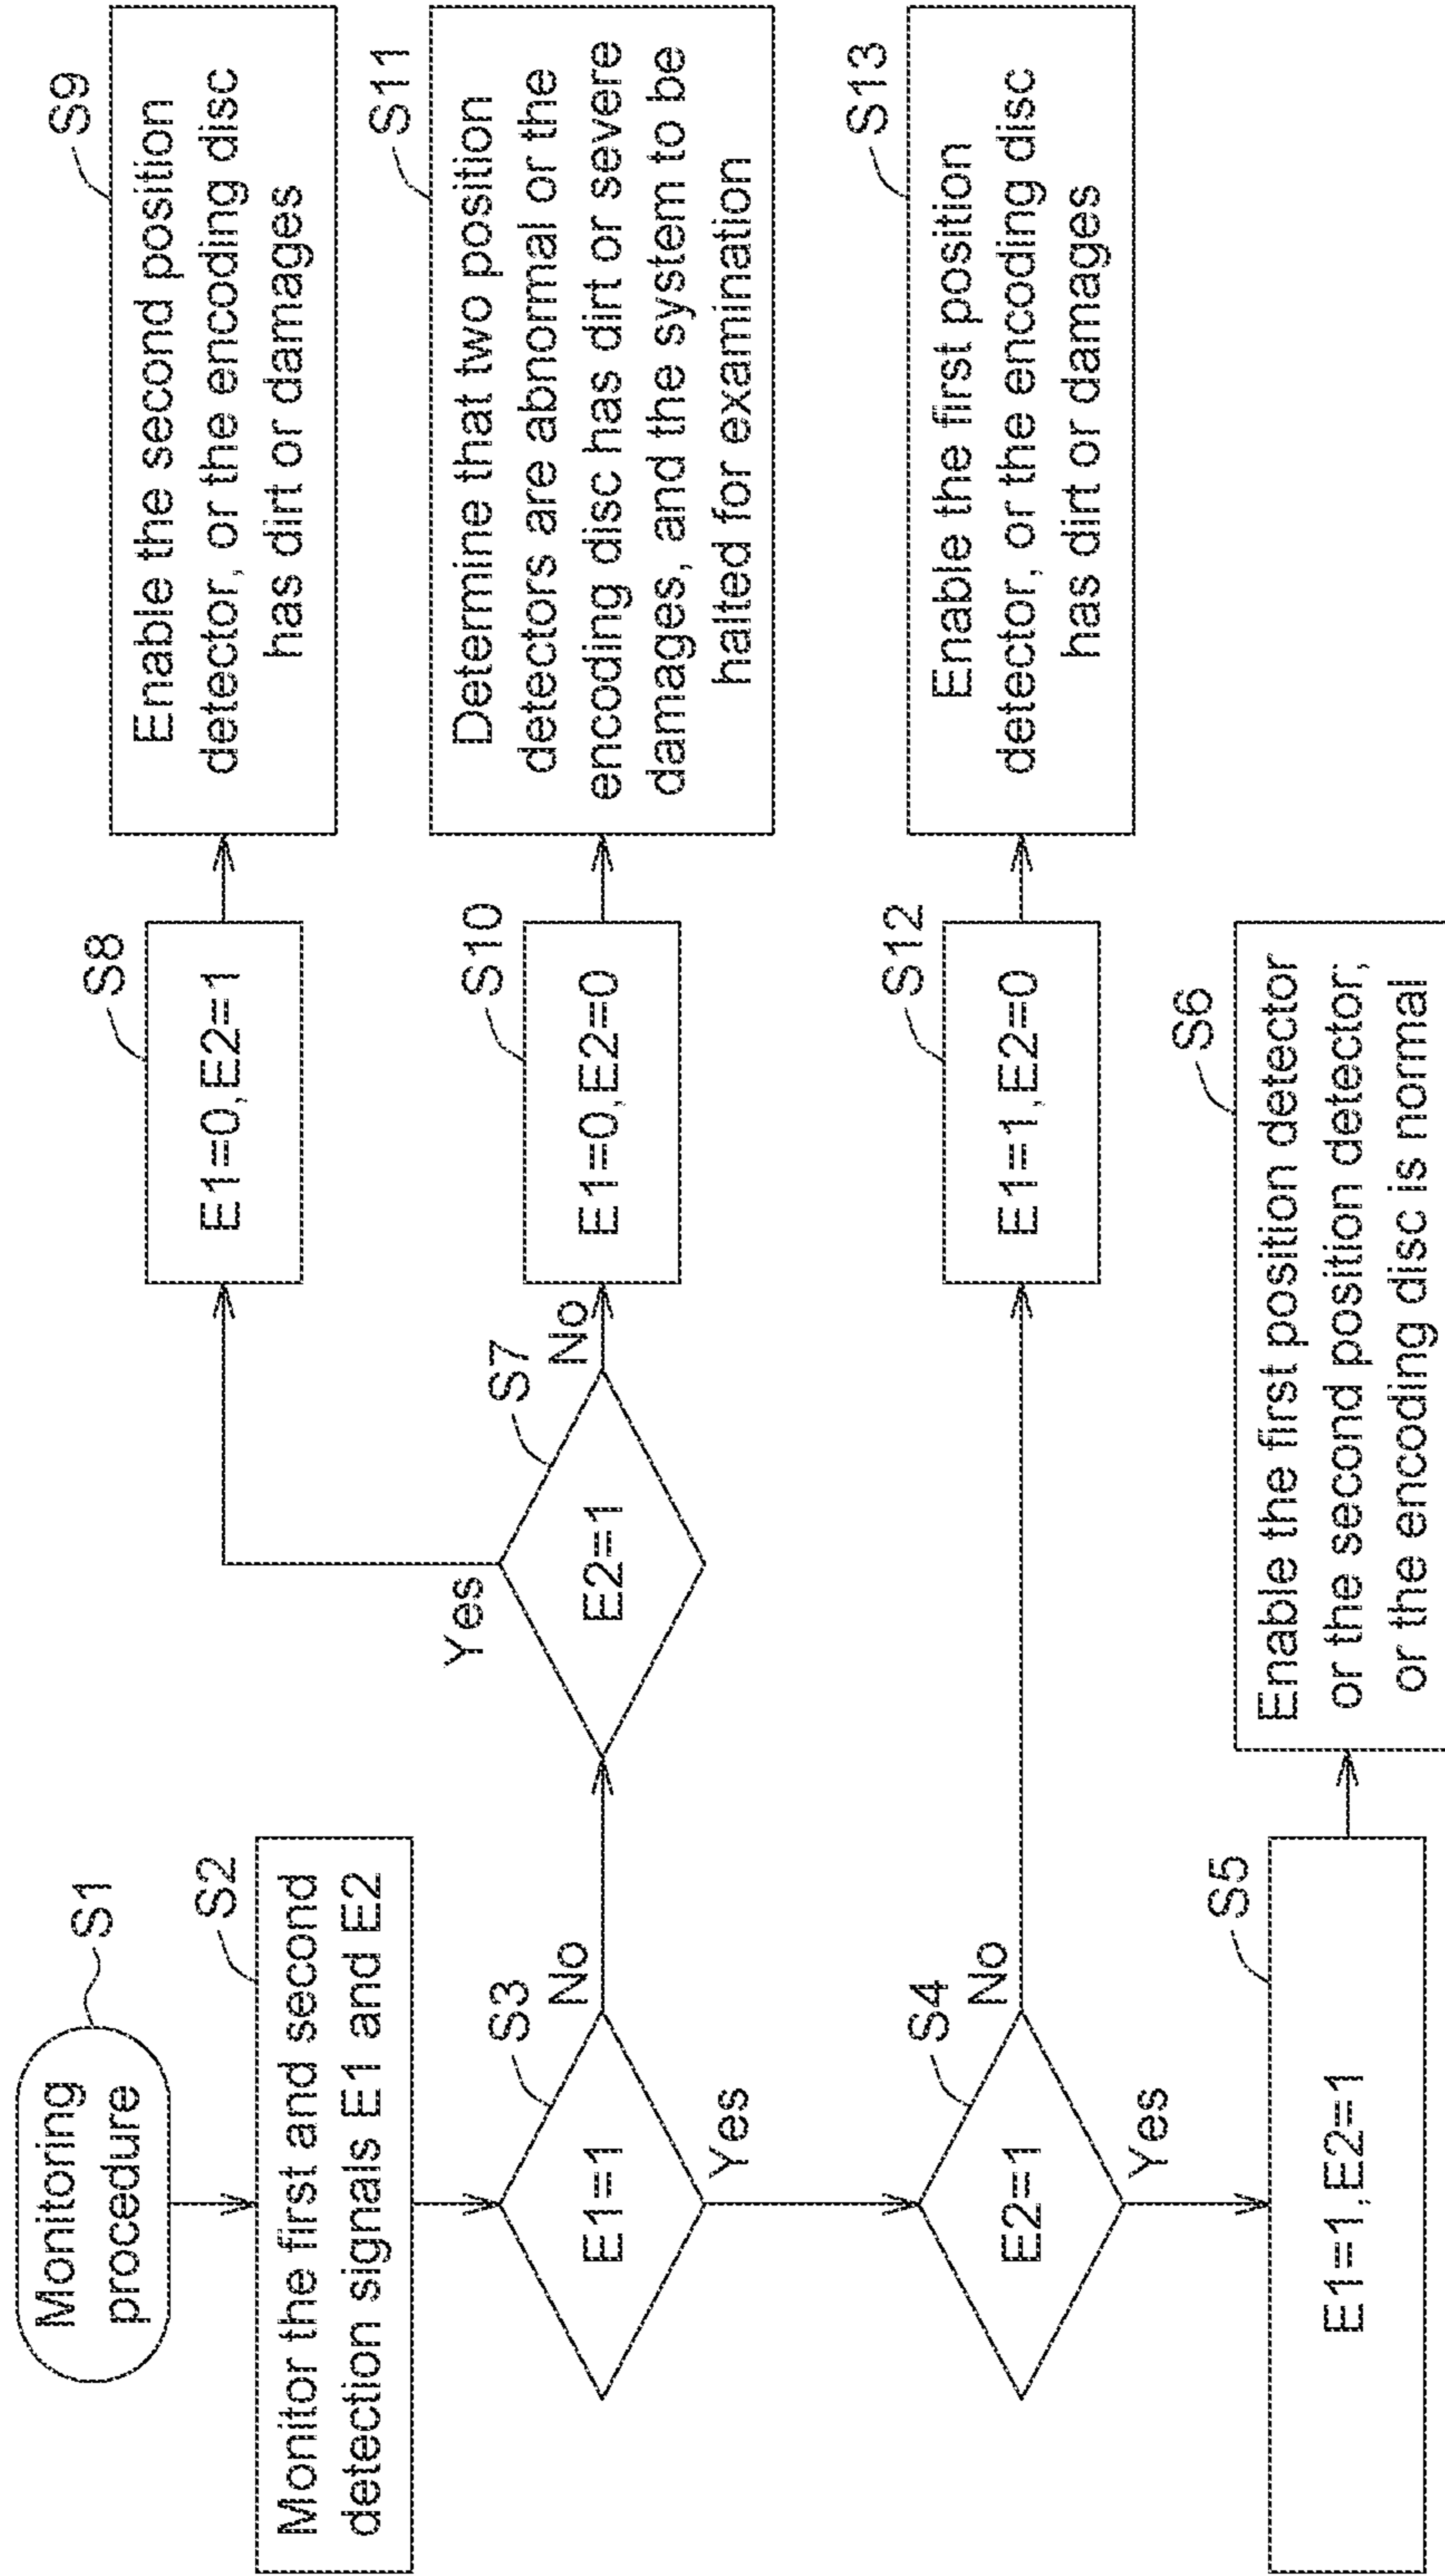 Monitoring
procedure
S1
Monitor the first and second
detection signals E1 and E2
S2
E1=1
S3
No
Yes
E2=1
S4
No
Yes
E1=1,E2=1
S5
Enable the first position detector
or the second position detector,
or the encoding disc is normal
S6
E2=1
S7
Yes
No
E1=0,E2=1
S8
Enable the second position
detector, or the encoding disc
has dirt or damages
S9
E1=0,E2=0
S10
Determine that two position
detectors are abnormal or the
encoding disc has dirt or severe
damages, and the system to be
halted for examination
S11
E1=1,E2=0
S12
Enable the first position
detector, or the encoding disc
has dirt or damages
S13